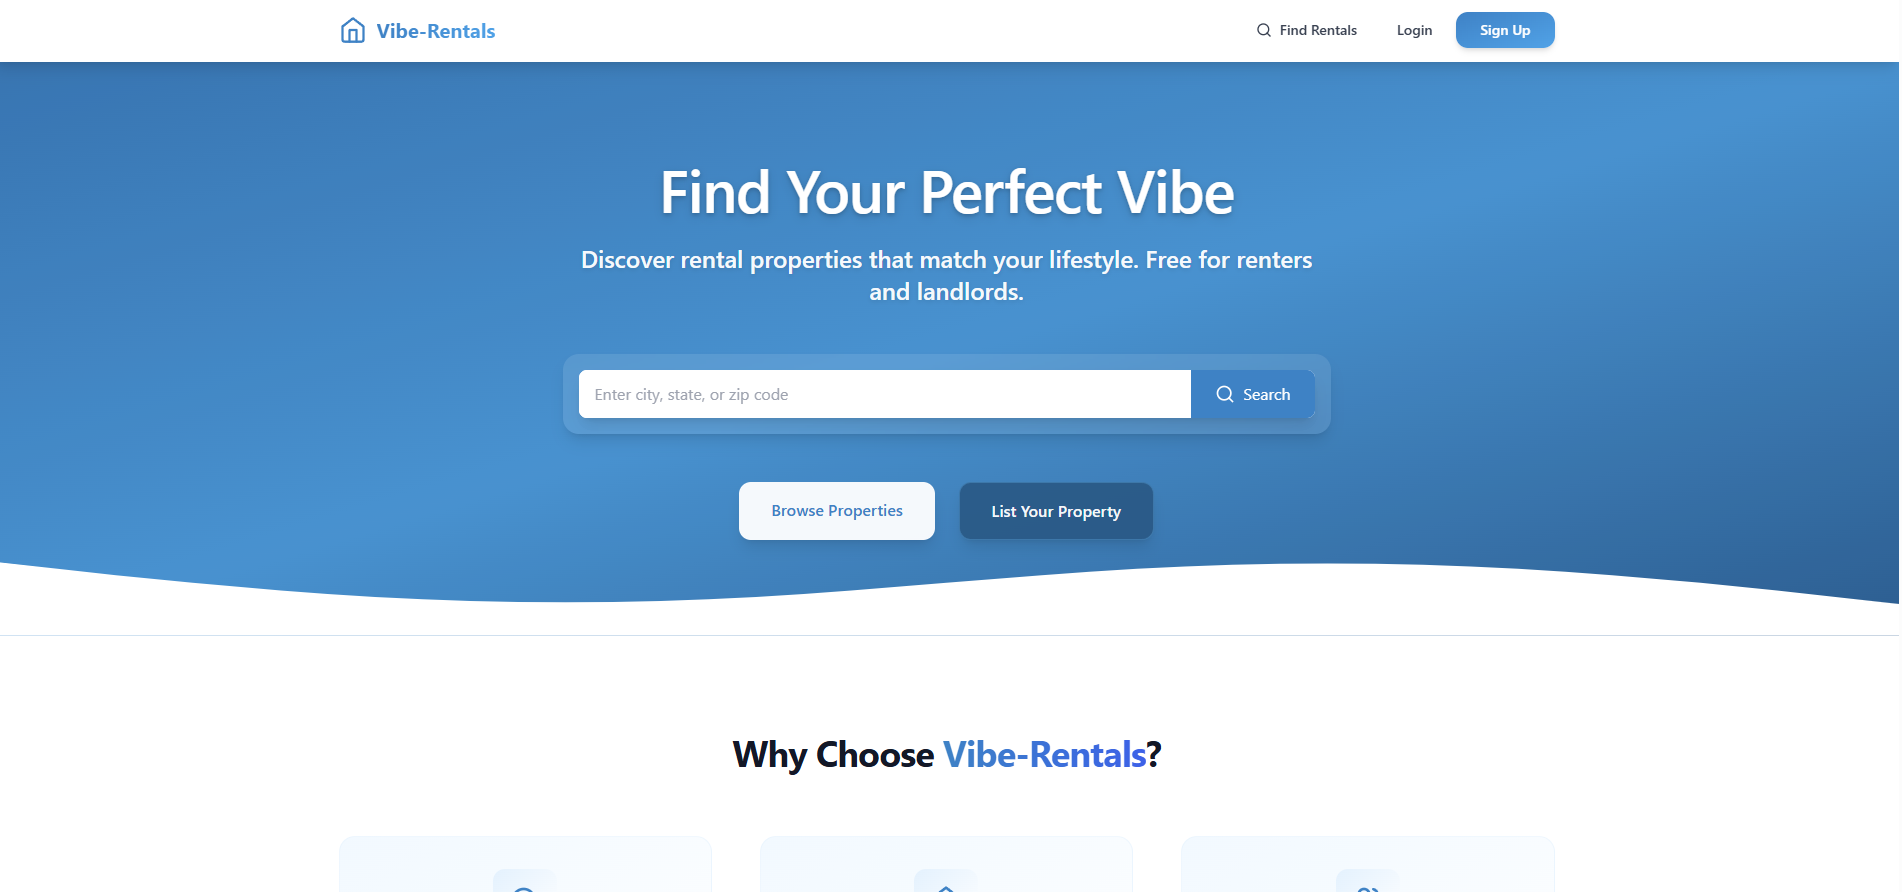 Vibe-Rentals
Find Rentals
Login
Sign Up
Find Your Perfect Vibe
Discover rental properties that match your lifestyle. Free for renters
and landlords.
Enter city, state, or zip code
Search
Browse Properties
List Your Property
Why Choose Vibe-Rentals?